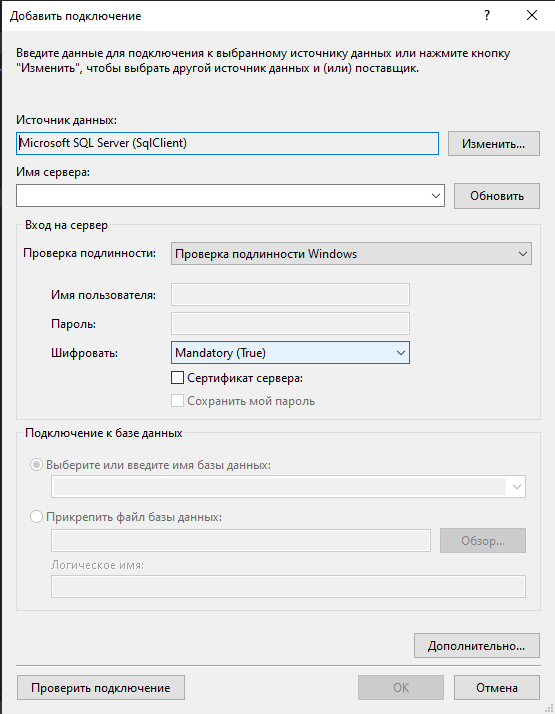 Добавить подключение
?
Введите данные для подключения к выбранному источнику данных или нажмите кнопку
"Изменить", чтобы выбрать другой источник данных и (или) поставщик.
Источник данных:
Microsoft SQL Server (SqlClient)
Изменить...
Имя сервера:
Обновить
Вход на сервер
Проверка подлинности:
Проверка подлинности Windows
Имя пользователя:
Пароль:
Шифровать:
Mandatory (True)
Сертификат сервера:
Сохранить мой пароль
Подключение к базе данных
Выберите или введите имя базы данных:
Прикрепить файл базы данных:
Обзор...
Логическое имя:
Дополнительно...
Проверить подключение
ОК
Отмена